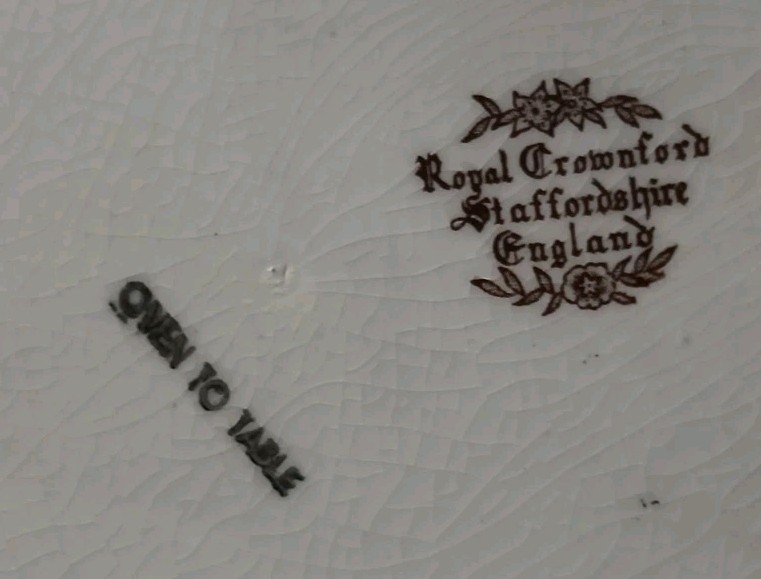 Royal Crownford
Staffordshire
England
OVEN TO TABLE